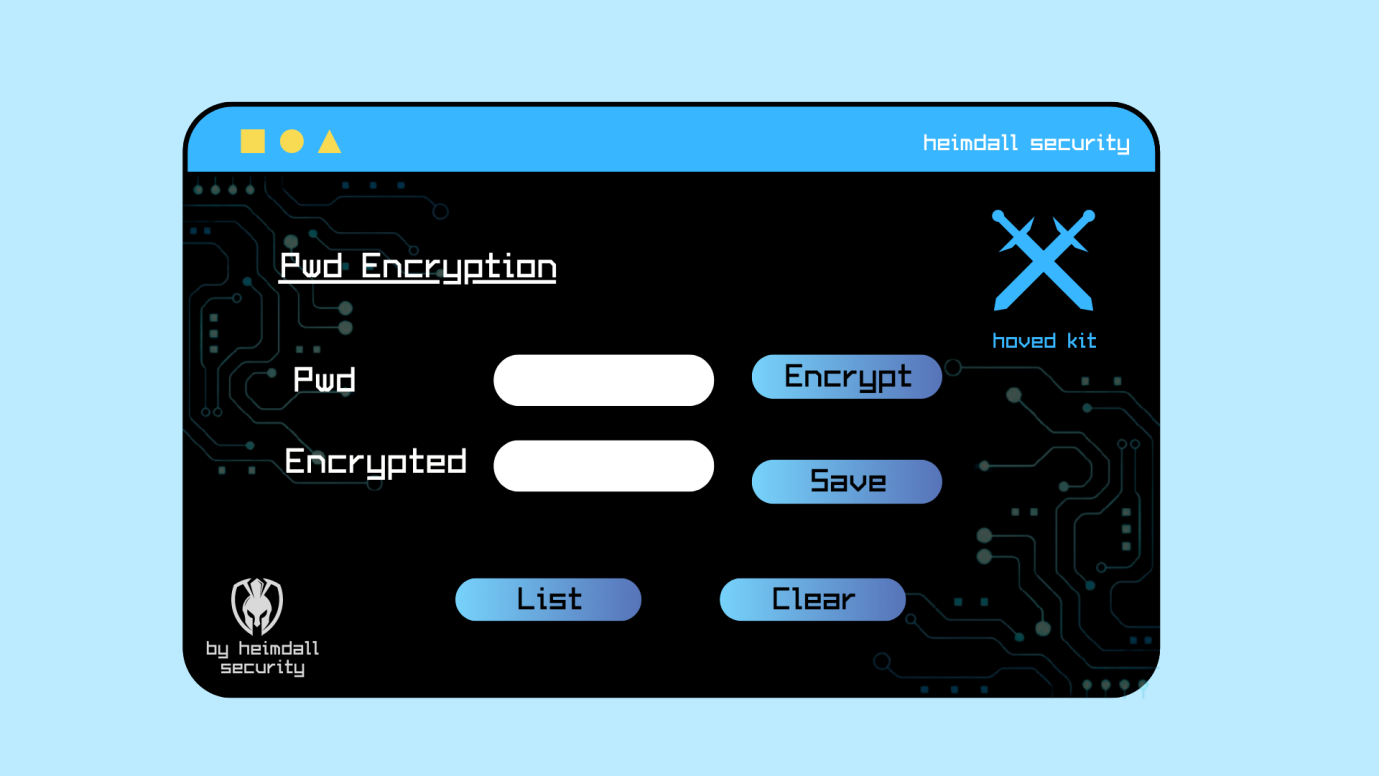 heimdall security
Pwd Encryption
hoved kit
Pwd
Encrypt
Encrypted
Save
List
Clear
by heimdall
security